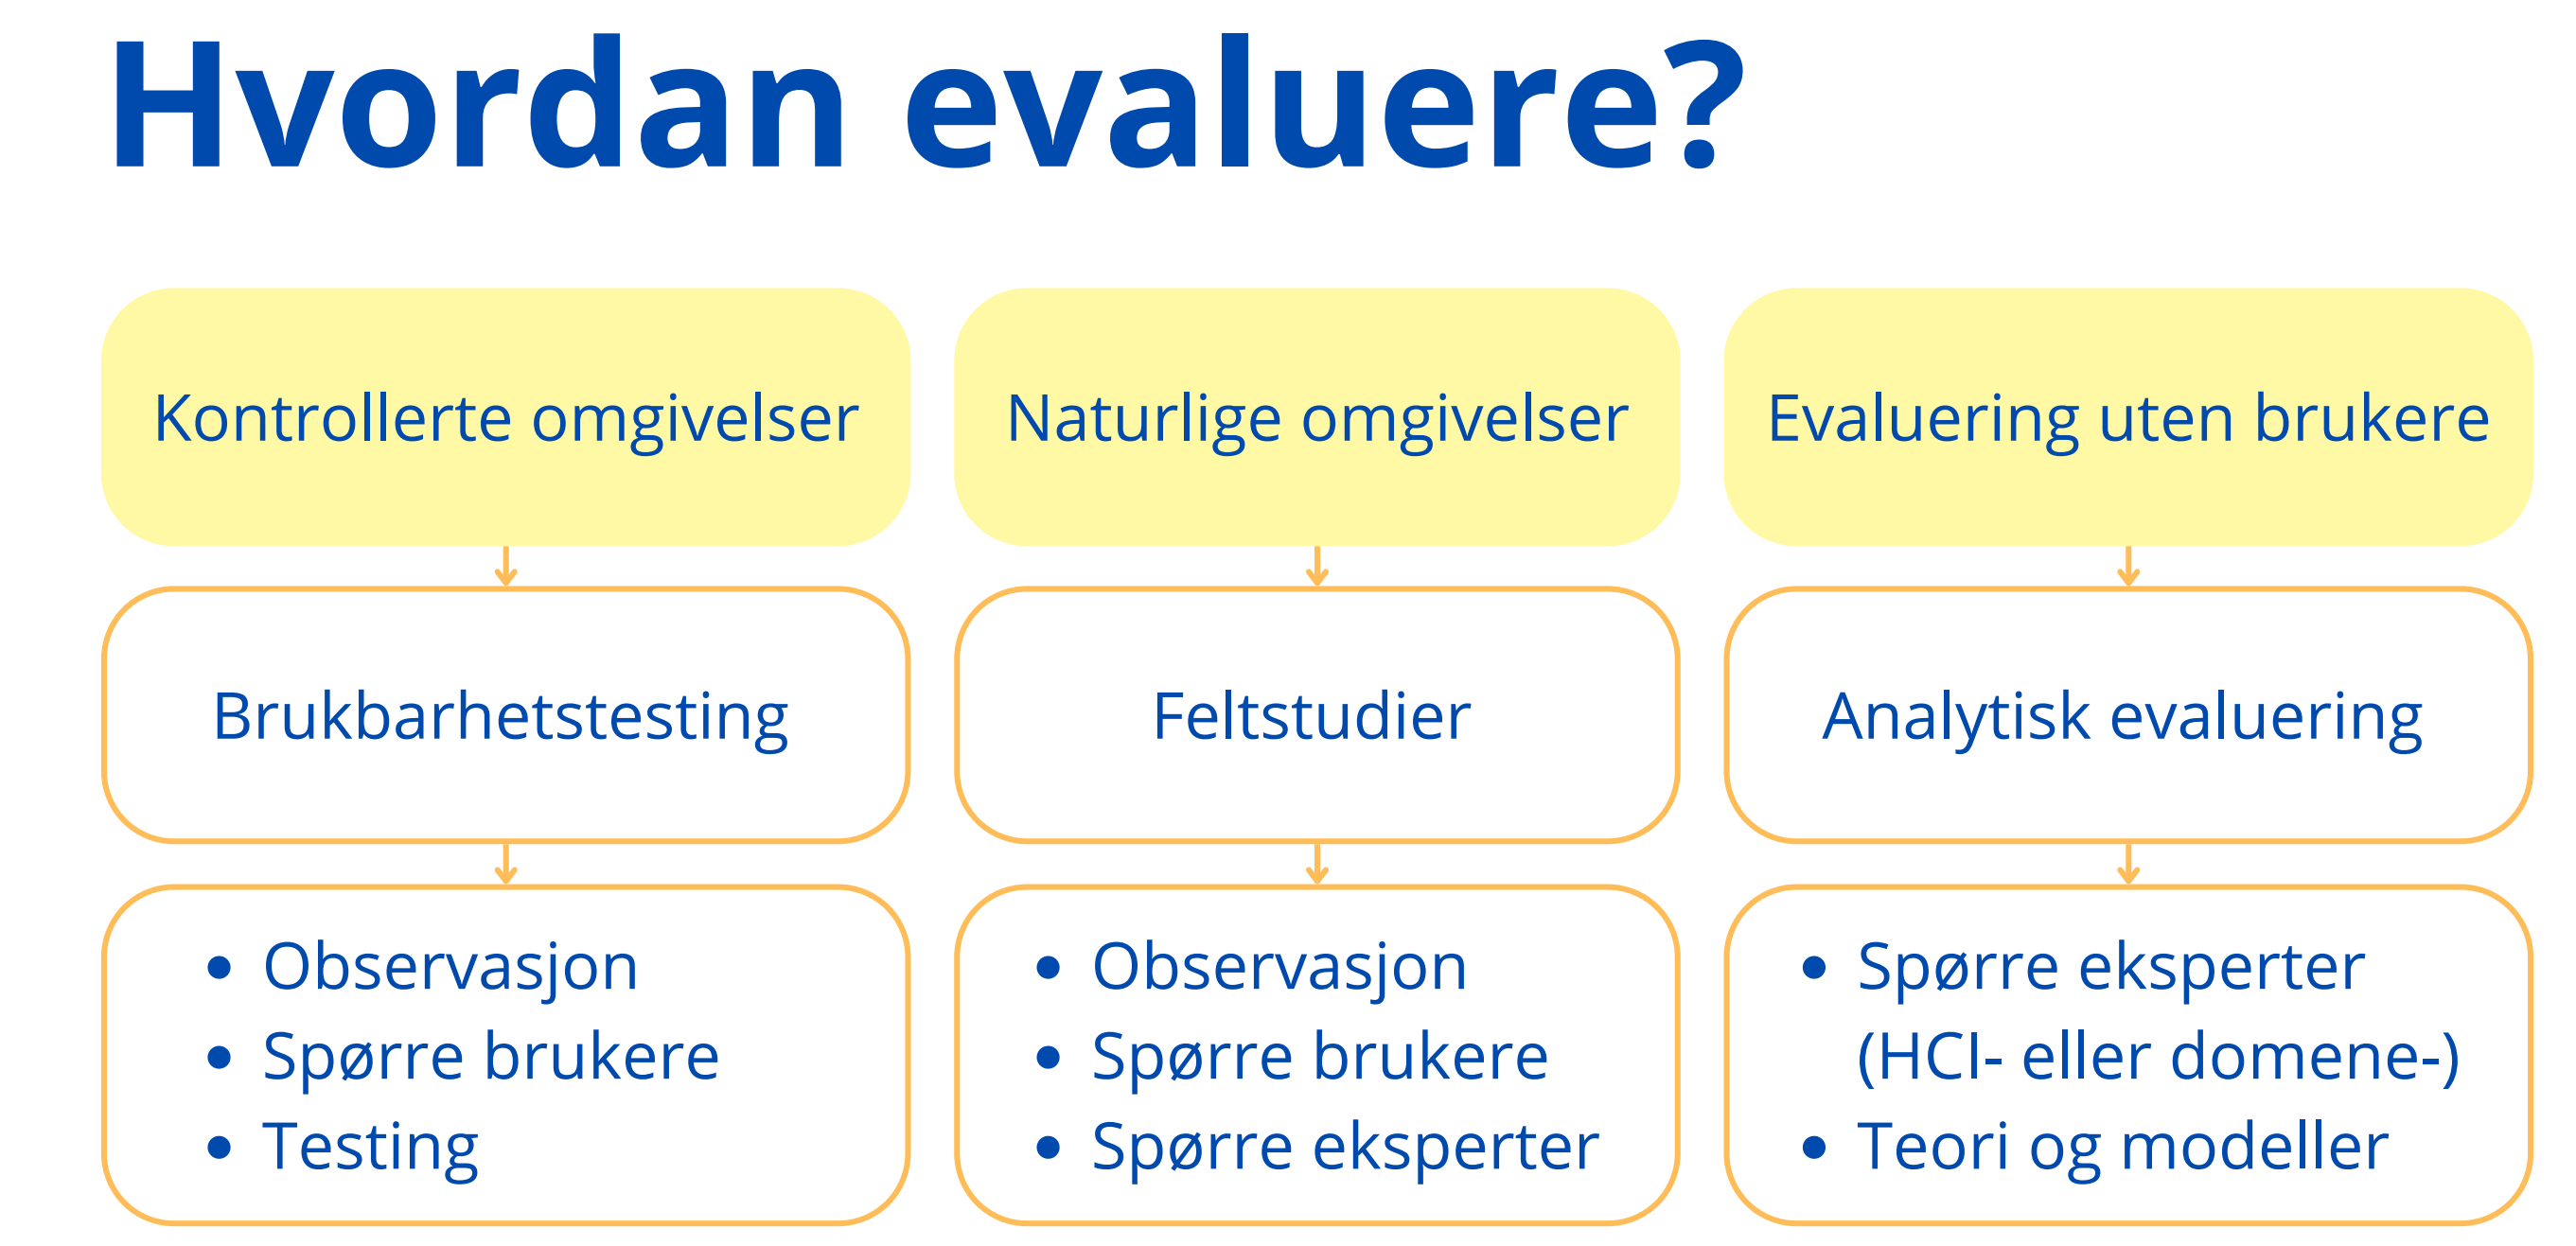 Hvordan evaluere?
Kontrollerte omgivelser
Naturlige omgivelser
Evaluering uten brukere
Brukbarhetstesting
Feltstudier
Analytisk evaluering
• Observasjon
• Spørre brukere
• Testing
• Observasjon
• Spørre brukere
• Spørre eksperter
• Spørre eksperter
(HCI- eller domene-)
• Teori og modeller